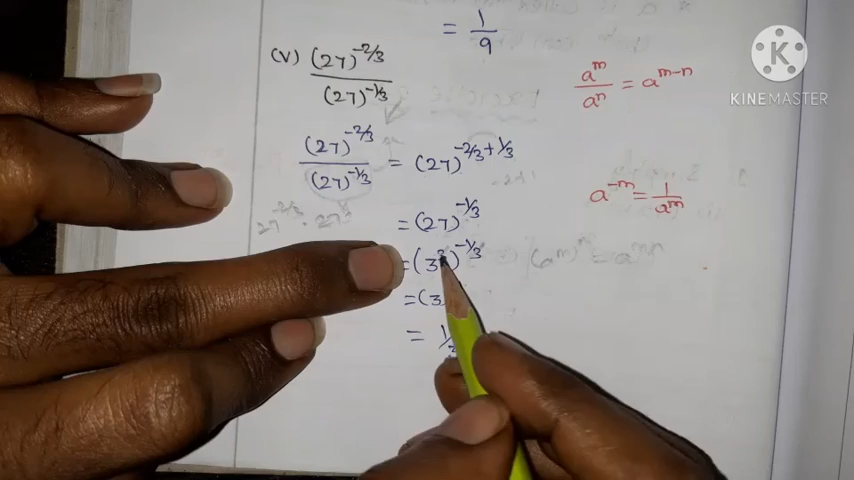 = 1/9
(v) (27)^-2/3 / (27)^-1/3
a^m / a^n = a^m-n
KINEMASTER
(27)^-2/3 / (27)^-1/3 = (27)^-2/3+1/3
a^-m = 1/a^m
= (27)^-1/3
= (3^3)^-1/3
(a^m)^n = a^mn
= (3
= 1/3